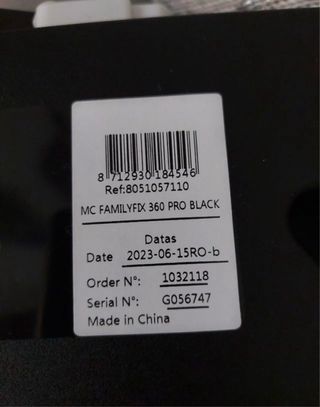 8 712930 184546
Ref:8051057110
MC FAMILYFIX 360 PRO BLACK
Datas
Date 2023-06-15RO-b
Order N°: 1032118
Serial N°: G056747
Made in China